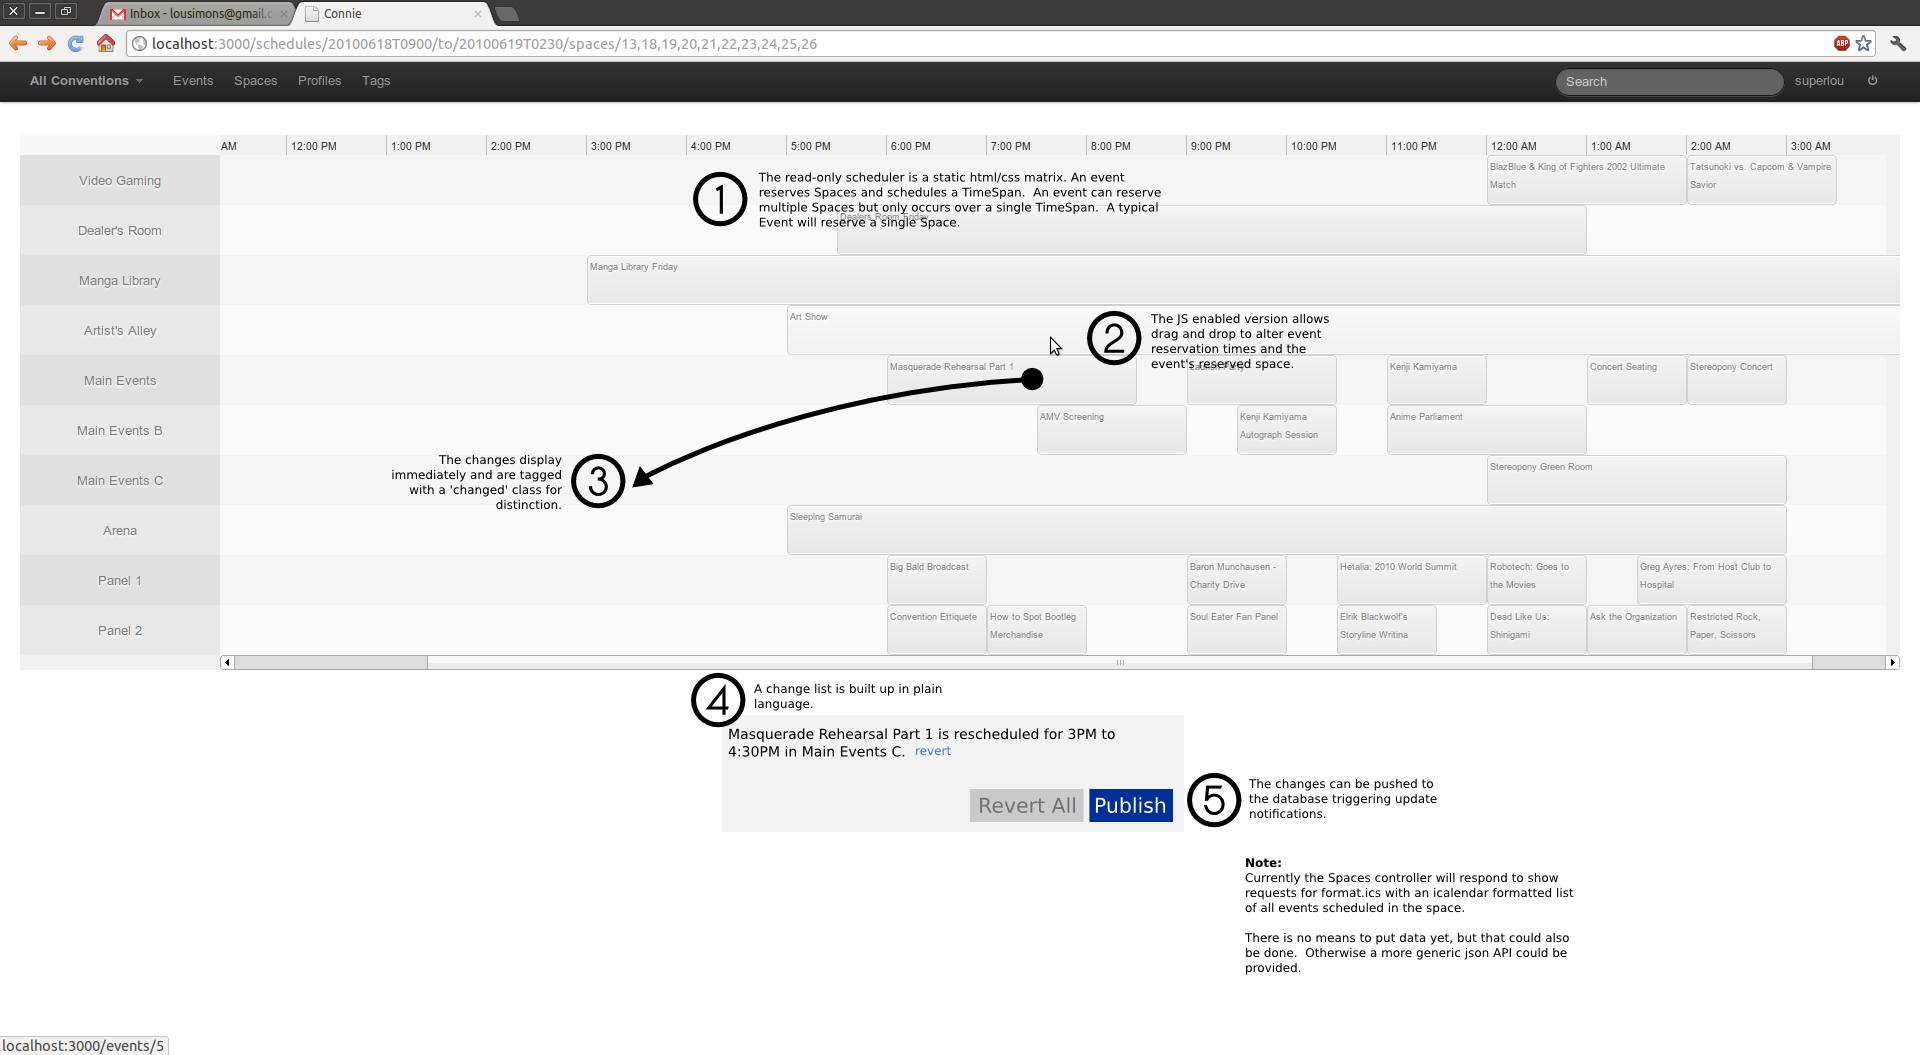 Inbox - lousimons@gmail.c
Connie
localhost:3000/schedules/20100618T0900/to/20100619T0230/spaces/13,18,19,20,21,22,23,24,25,26
ABP
All Conventions Events Spaces Profiles Tags
Search superlou
AM 12:00 PM 1:00 PM 2:00 PM 3:00 PM 4:00 PM 5:00 PM 6:00 PM 7:00 PM 8:00 PM 9:00 PM 10:00 PM 11:00 PM 12:00 AM 1:00 AM 2:00 AM 3:00 AM
Video Gaming
BlazBlue & King of Fighters 2002 Ultimate
Match
Tatsunoki vs. Capcom & Vampire
Savior
1
The read-only scheduler is a static html/css matrix. An event
reserves Spaces and schedules a TimeSpan.  An event can reserve
multiple Spaces but only occurs over a single TimeSpan.  A typical
Event will reserve a single Space.
Dealer's Room
Dealers Room Friday
Manga Library
Manga Library Friday
Artist's Alley
Art Show
2
The JS enabled version allows
drag and drop to alter event
reservation times and the
event's reserved space.
Main Events
Masquerade Rehearsal Part 1
Launch Party
Kenji Kamiyama
Concert Seating
Stereopony Concert
Main Events B
AMV Screening
Kenji Kamiyama
Autograph Session
Anime Parliament
3
The changes display
immediately and are tagged
with a 'changed' class for
distinction.
Main Events C
Stereopony Green Room
Arena
Sleeping Samurai
Panel 1
Big Bald Broadcast
Baron Munchausen -
Charity Drive
Hetalia: 2010 World Summit
Robotech: Goes to
the Movies
Greg Ayres: From Host Club to
Hospital
Panel 2
Convention Ettiquete
How to Spot Bootleg
Merchandise
Soul Eater Fan Panel
Elrik Blackwolf's
Storyline Writina
Dead Like Us:
Shinigami
Ask the Organization
Restricted Rock,
Paper, Scissors
4
A change list is built up in plain
language.
Masquerade Rehearsal Part 1 is rescheduled for 3PM to
4:30PM in Main Events C. revert
Revert All Publish
5
The changes can be pushed to
the database triggering update
notifications.
Note:
Currently the Spaces controller will respond to show
requests for format.ics with an icalendar formatted list
of all events scheduled in the space.
There is no means to put data yet, but that could also
be done.  Otherwise a more generic json API could be
provided.
localhost:3000/events/5